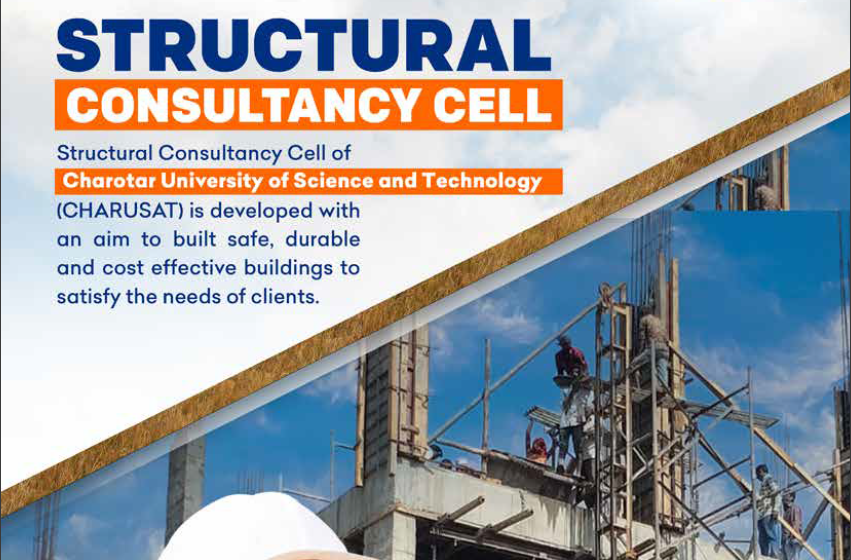 STRUCTURAL
CONSULTANCY CELL
Structural Consultancy Cell of
Charotar University of Science and Technology
(CHARUSAT) is developed with
an aim to built safe, durable
and cost effective buildings to
satisfy the needs of clients.